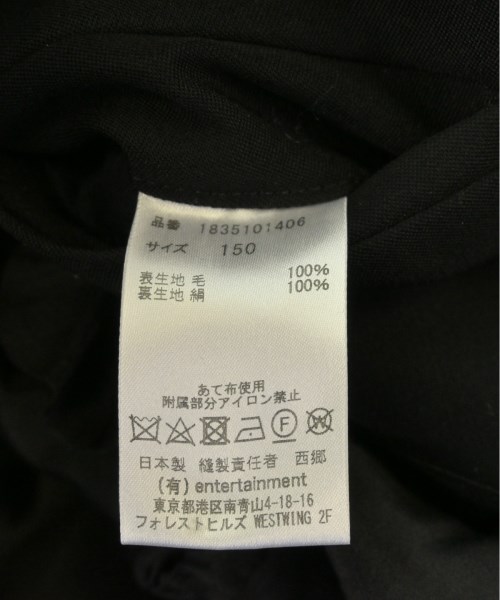 品番 1835101406
サイズ 150
表生地 毛 100%
裏生地 絹 100%
あて布使用
附属部分アイロン禁止
F W
日本製 縫製責任者 西郷
(有) entertainment
東京都港区南青山4-18-16
フォレストヒルズ WESTWING 2F